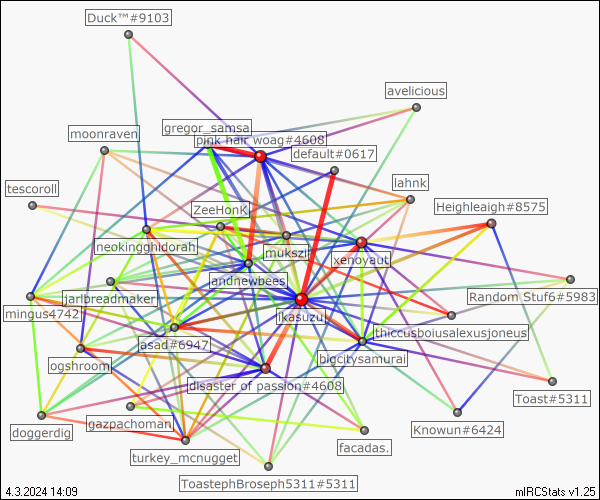 Duck™#9103
avelicious
gregor_samsa
moonraven
pink hair woag#4608
default#0617
tescoroll
lahnk
ZeeHonK
Heighleaigh#8575
neokingghidorah
mukszil
xenoyaut
andnewbees
mingus4742
jarlbreadmaker
Random Stuf6#5983
ikasuzu
thiccusboiusalexusjoneus
asad#6947
bigcitysamurai
ogshroom
disaster of passion#4608
Toast#5311
gazpachoman
Knowun#6424
doggerdig
facadas.
turkey_mcnugget
ToastephBroseph5311#5311
4.3.2024 14:09
mIRCStats v1.25